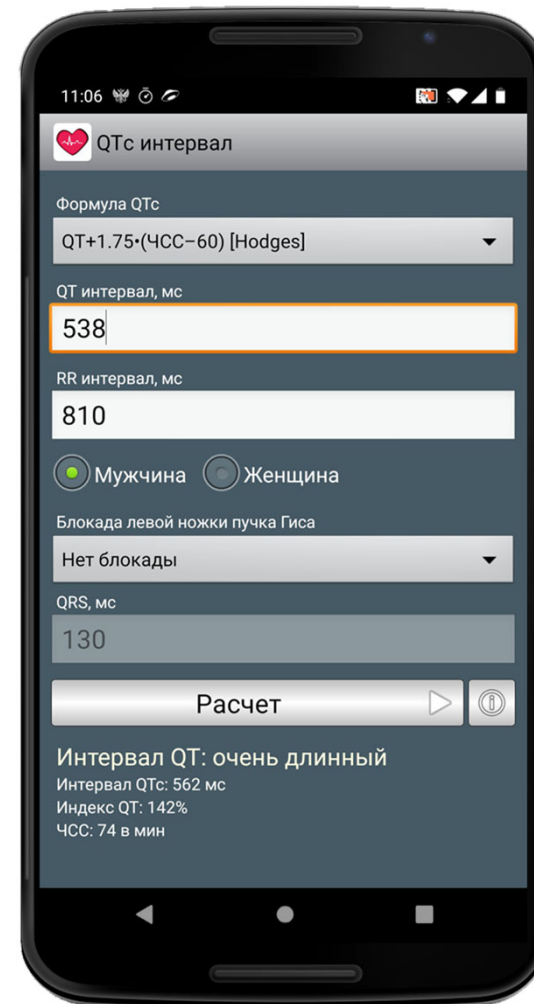 11:06
QTc интервал
Формула QTc
QT+1.75•(ЧСС–60) [Hodges]
QT интервал, мс
538
RR интервал, мс
810
Мужчина Женщина
Блокада левой ножки пучка Гиса
Нет блокады
QRS, мс
130
Расчет
Интервал QT: очень длинный
Интервал QTc: 562 мс
Индекс QT: 142%
ЧСС: 74 в мин